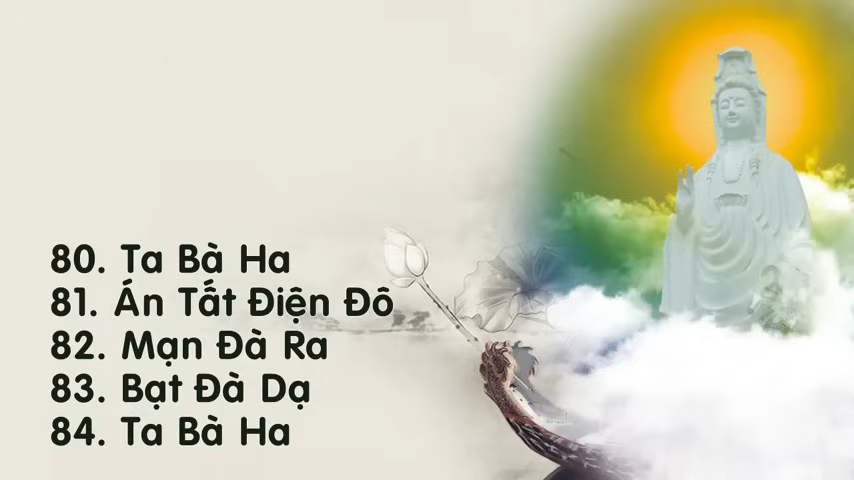 80. Ta Bà Ha
81. Án Tất Điện Đô
82. Mạn Đà Ra
83. Bạt Đà Dạ
84. Ta Bà Ha